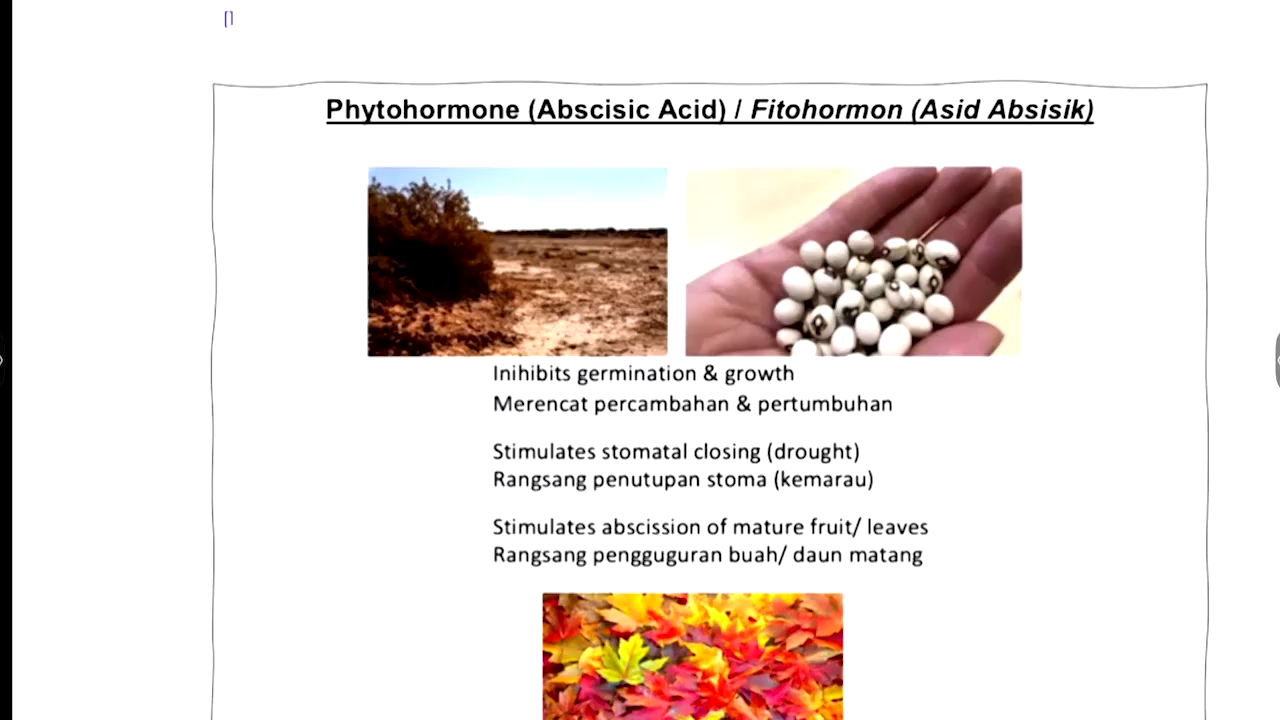 Phytohormone (Abscisic Acid) / Fitohormon (Asid Absisik)
Inihibits germination & growth
Merencat percambahan & pertumbuhan
Stimulates stomatal closing (drought)
Rangsang penutupan stoma (kemarau)
Stimulates abscission of mature fruit/ leaves
Rangsang pengguguran buah/ daun matang